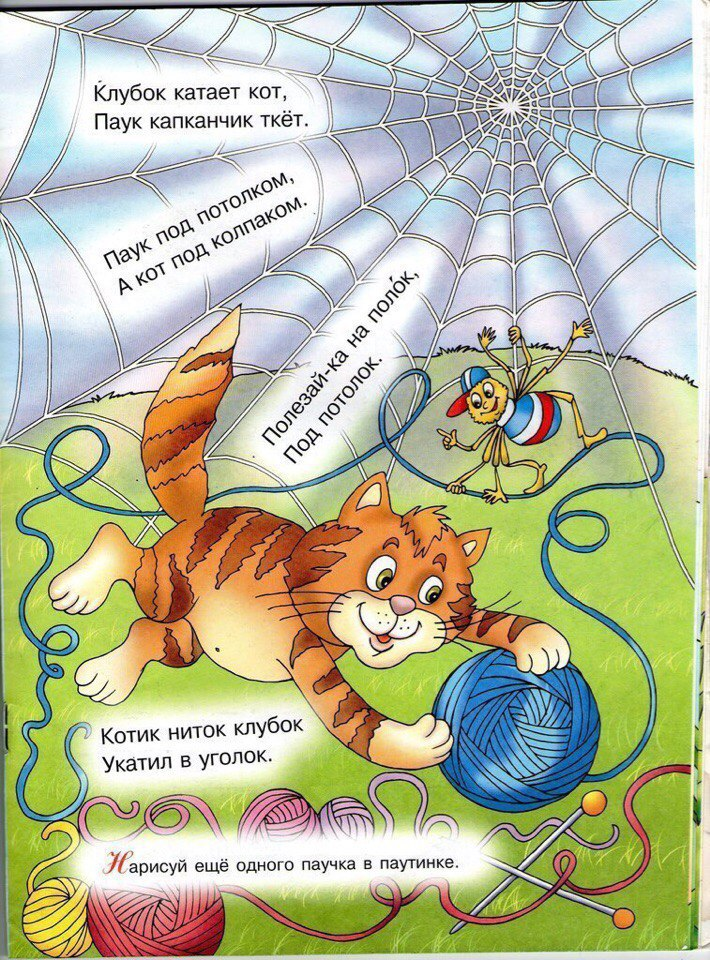 Клубок катает кот,
Паук капканчик ткёт.
Паук под потолком,
А кот под колпаком.
Полезай-ка на поло́к,
Под потолок.
Котик ниток клубок
Укатил в уголок.
Нарисуй ещё одного паучка в паутинке.